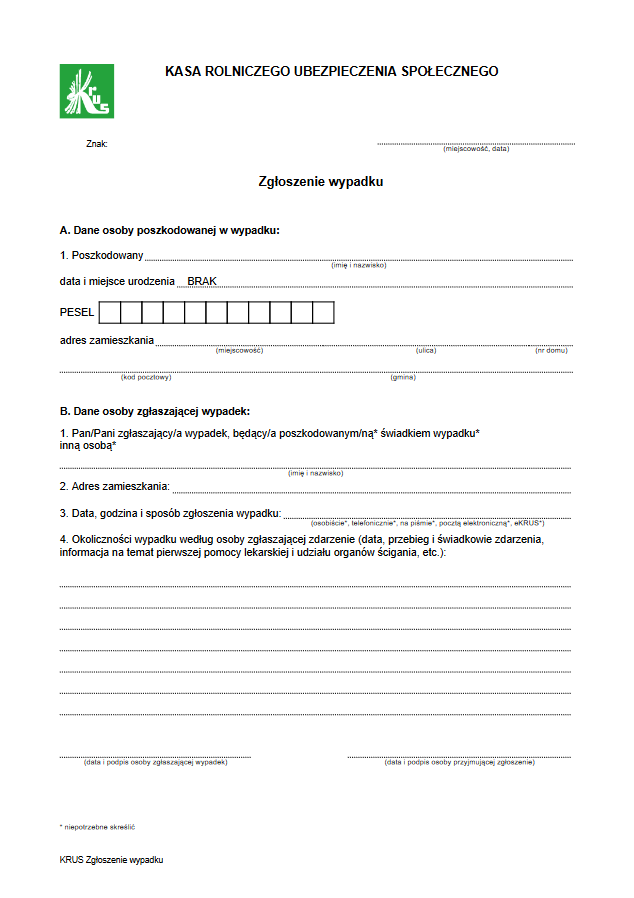 KASA ROLNICZEGO UBEZPIECZENIA SPOŁECZNEGO
Krus
Znak:
(miejscowość, data)
Zgłoszenie wypadku
A. Dane osoby poszkodowanej w wypadku:
1. Poszkodowany
(imię i nazwisko)
data i miejsce urodzenia BRAK
PESEL
adres zamieszkania
(miejscowość) (ulica) (nr domu)
(kod pocztowy) (gmina)
B. Dane osoby zgłaszającej wypadek:
1. Pan/Pani zgłaszający/a wypadek, będący/a poszkodowanym/ną* świadkiem wypadku*
inną osobą*
(imię i nazwisko)
2. Adres zamieszkania:
3. Data, godzina i sposób zgłoszenia wypadku:
(osobiście*, telefonicznie*, na piśmie*, pocztą elektroniczną*, eKRUS*)
4. Okoliczności wypadku według osoby zgłaszającej zdarzenie (data, przebieg i świadkowie zdarzenia,
informacja na temat pierwszej pomocy lekarskiej i udziału organów ścigania, etc.):
(data i podpis osoby zgłaszającej wypadek) (data i podpis osoby przyjmującej zgłoszenie)
* niepotrzebne skreślić
KRUS Zgłoszenie wypadku